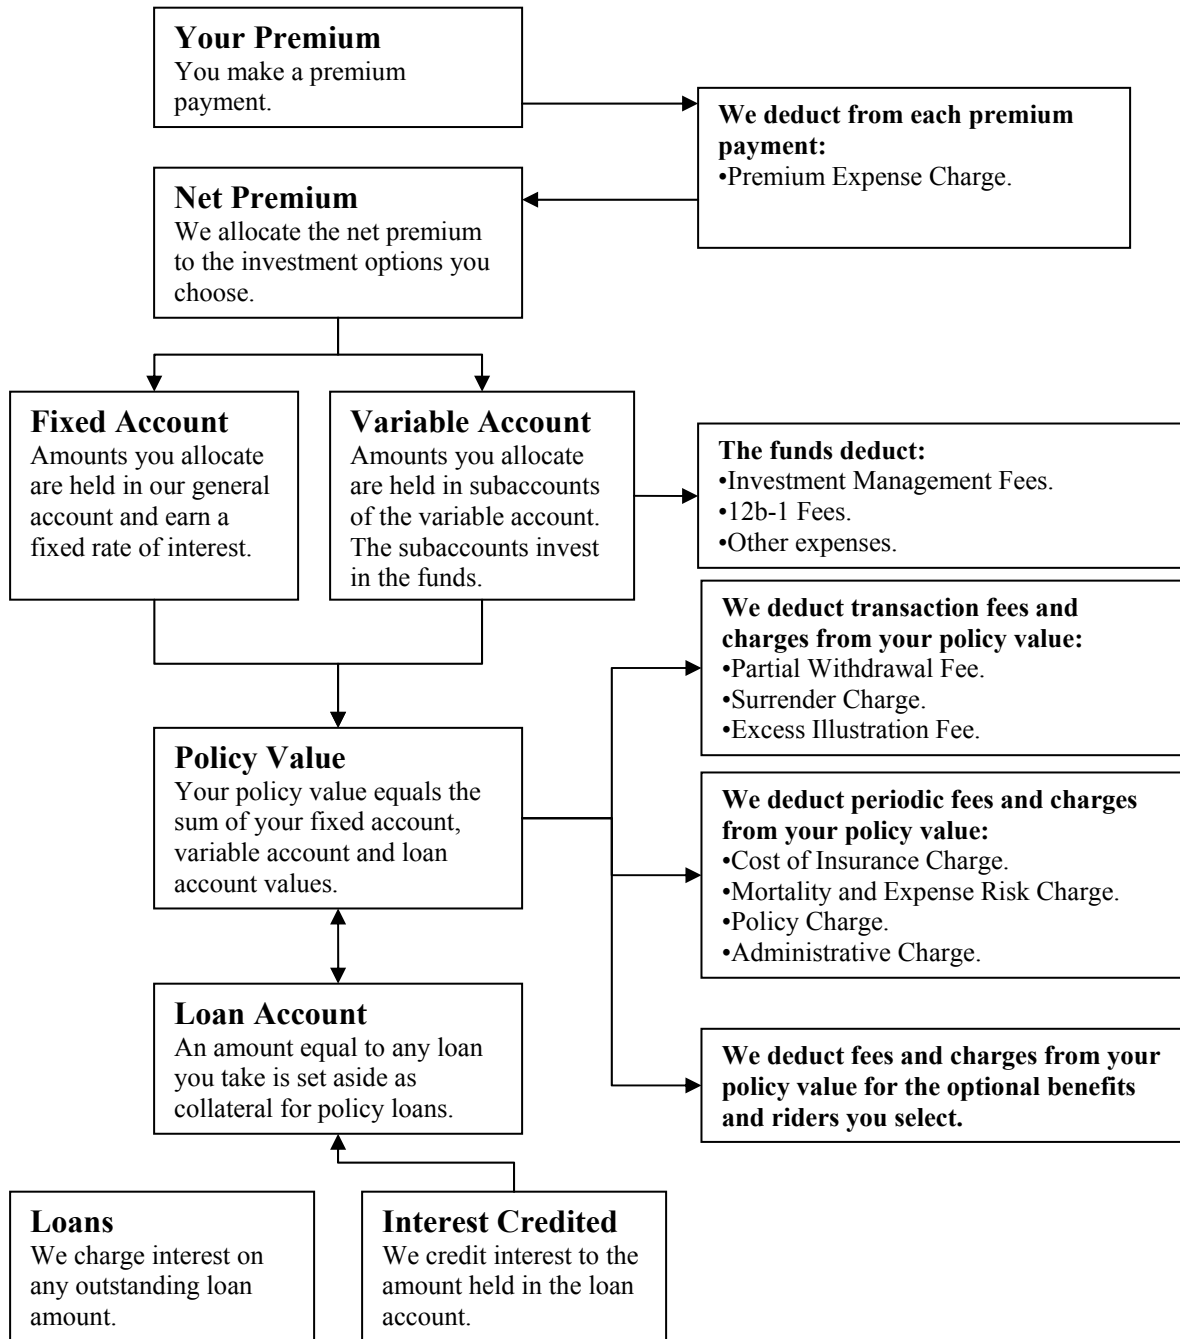 Your Premium
You make a premium
payment.
We deduct from each premium
payment:
•Premium Expense Charge.
Net Premium
We allocate the net premium
to the investment options you
choose.
Fixed Account
Amounts you allocate
are held in our general
account and earn a
fixed rate of interest.
Variable Account
Amounts you allocate
are held in subaccounts
of the variable account.
The subaccounts invest
in the funds.
The funds deduct:
•Investment Management Fees.
•12b-1 Fees.
•Other expenses.
We deduct transaction fees and
charges from your policy value:
•Partial Withdrawal Fee.
•Surrender Charge.
•Excess Illustration Fee.
Policy Value
Your policy value equals the
sum of your fixed account,
variable account and loan
account values.
We deduct periodic fees and charges
from your policy value:
•Cost of Insurance Charge.
•Mortality and Expense Risk Charge.
•Policy Charge.
•Administrative Charge.
Loan Account
An amount equal to any loan
you take is set aside as
collateral for policy loans.
We deduct fees and charges from your
policy value for the optional benefits
and riders you select.
Loans
We charge interest on
any outstanding loan
amount.
Interest Credited
We credit interest to the
amount held in the loan
account.